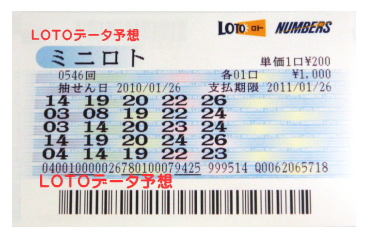 LOTO ロト NUMBERS
LOTOデータ予想
ミニロト 単価1口¥200
0546回 各01口 ¥1,000
抽せん日 2010/01/26 支払期限 2011/01/26
14 19 20 22 26
03 08 19 22 24
03 14 20 23 24
14 19 20 24 26
04 14 19 22 23
04001000002678010079425 999514 Q0062065718
LOTOデータ予想